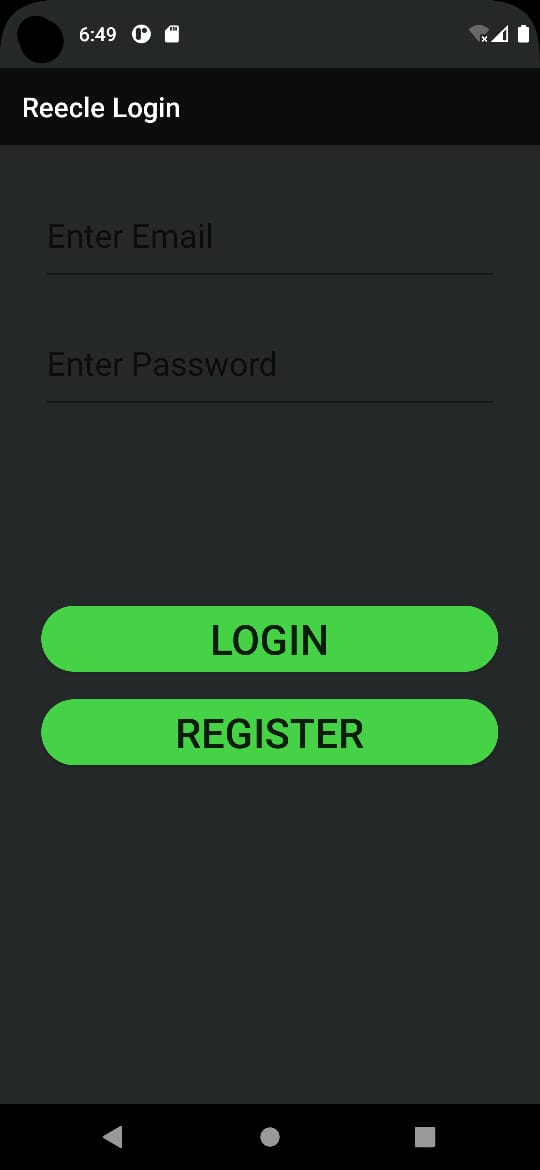 6:49
Reecle Login
Enter Email
Enter Password
LOGIN
REGISTER